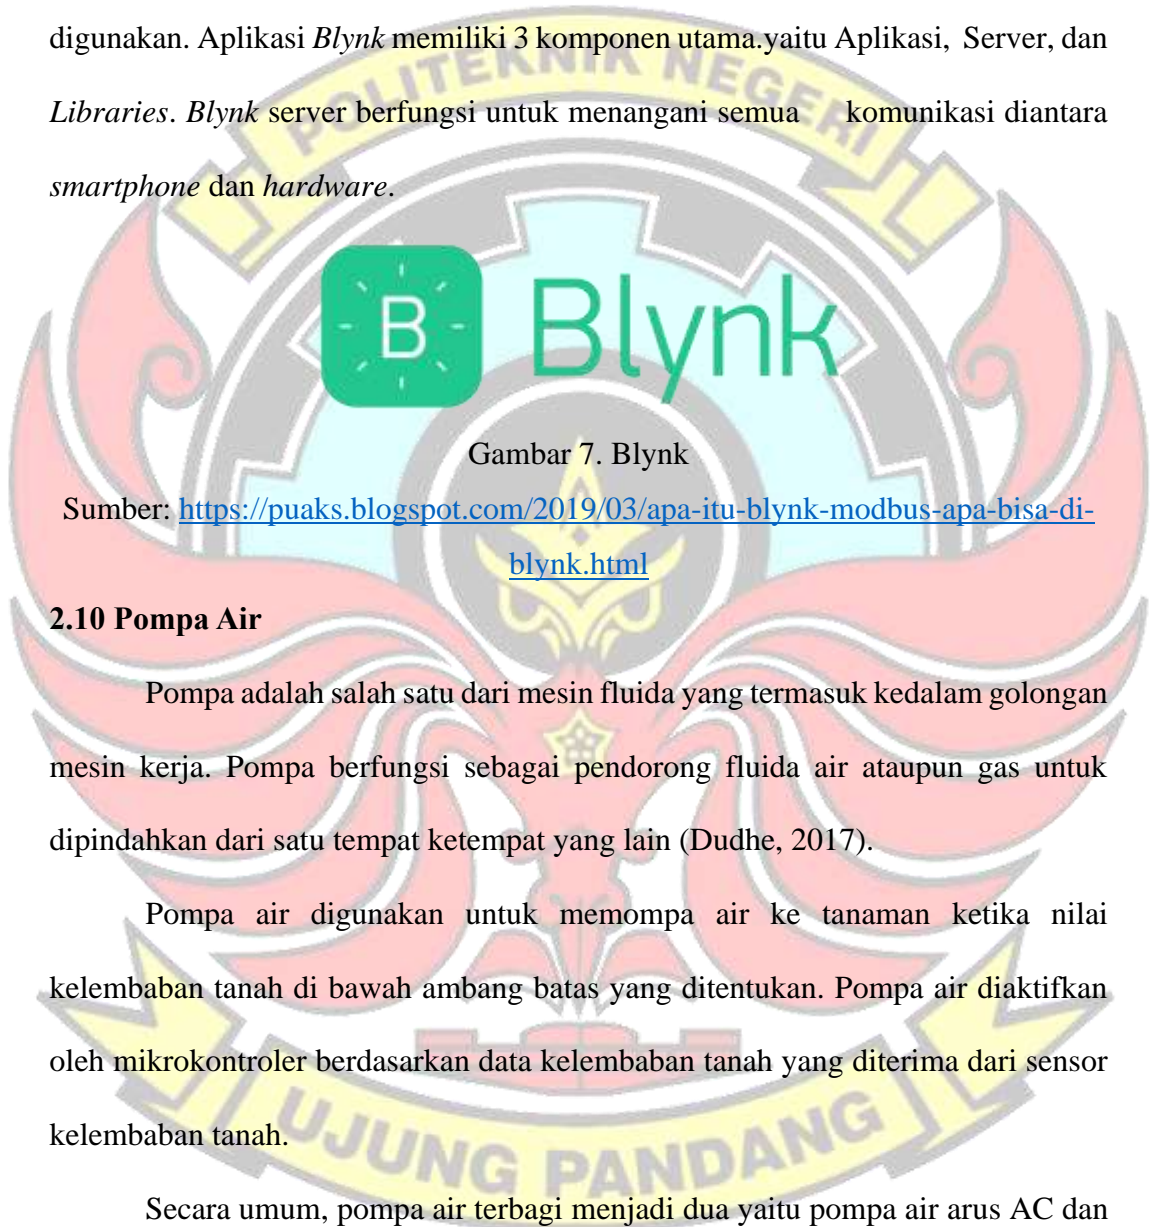 digunakan. Aplikasi Blynk memiliki 3 komponen utama.yaitu Aplikasi, Server, dan
Libraries. Blynk server berfungsi untuk menangani semua komunikasi diantara
smartphone dan hardware.
POLITEKNIK NEGERI
B Blynk
Gambar 7. Blynk
Sumber: https://puaks.blogspot.com/2019/03/apa-itu-blynk-modbus-apa-bisa-di-
blynk.html
2.10 Pompa Air
Pompa adalah salah satu dari mesin fluida yang termasuk kedalam golongan
mesin kerja. Pompa berfungsi sebagai pendorong fluida air ataupun gas untuk
dipindahkan dari satu tempat ketempat yang lain (Dudhe, 2017).
Pompa air digunakan untuk memompa air ke tanaman ketika nilai
kelembaban tanah di bawah ambang batas yang ditentukan. Pompa air diaktifkan
oleh mikrokontroler berdasarkan data kelembaban tanah yang diterima dari sensor
kelembaban tanah.
UJUNG PANDANG
Secara umum, pompa air terbagi menjadi dua yaitu pompa air arus AC dan